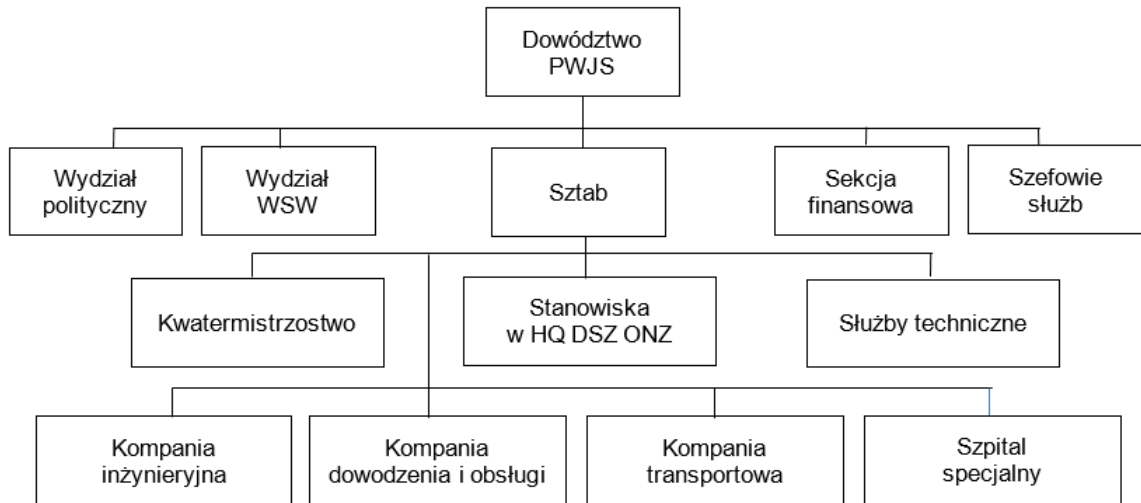 Dowództwo
PWJS
Wydział
polityczny
Wydział
WSW
Sztab
Sekcja
finansowa
Szefowie
służb
Kwatermistrzostwo
Stanowiska
w HQ DSZ ONZ
Służby techniczne
Kompania
inżynieryjna
Kompania
dowodzenia i obsługi
Kompania
transportowa
Szpital
specjalny